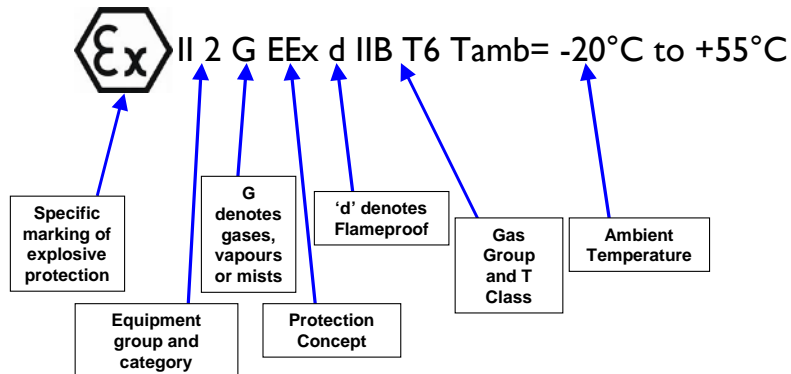 Ex II 2 G EEx d IIB T6 Tamb= -20°C to +55°C
Specific
marking of
explosive
protection
Equipment
group and
category
G
denotes
gases,
vapours
or mists
Protection
Concept
‘d’ denotes
Flameproof
Gas
Group
and T
Class
Ambient
Temperature